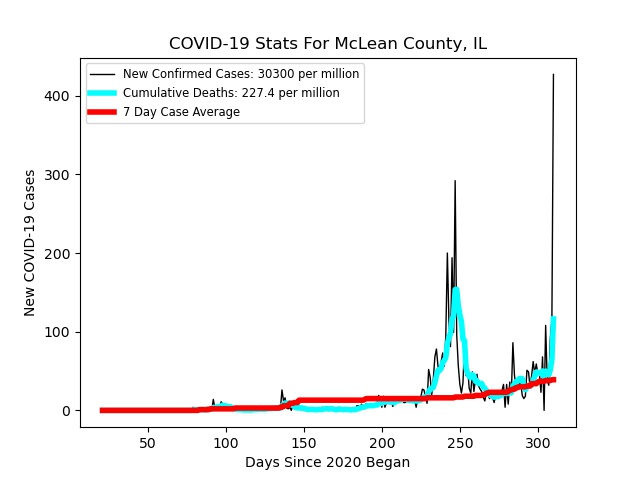 COVID-19 Stats For McLean County, IL
New Confirmed Cases: 30300 per million
Cumulative Deaths: 227.4 per million
7 Day Case Average
400
300
200
100
0
New COVID-19 Cases
50 100 150 200 250 300
Days Since 2020 Began